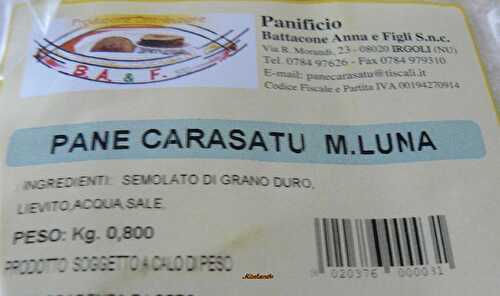 Panificio
Battacone Anna e Figli S.n.c.
Via R. Morandi, 23 - 08020 IRGOLI (NU)
Tel. 0784 97626 - Fax 0784 979310
E-mail: panecarasatu@tiscali.it
Codice Fiscale e Partita IVA 00194270914
B.A. & F.
PANE CARASATU M.LUNA
INGREDIENTI: SEMOLATO DI GRANO DURO,
LIEVITO,ACQUA,SALE,
PESO: Kg. 0,800
PRODOTTO SOGGETTO A CALO DI PESO
020376 000031